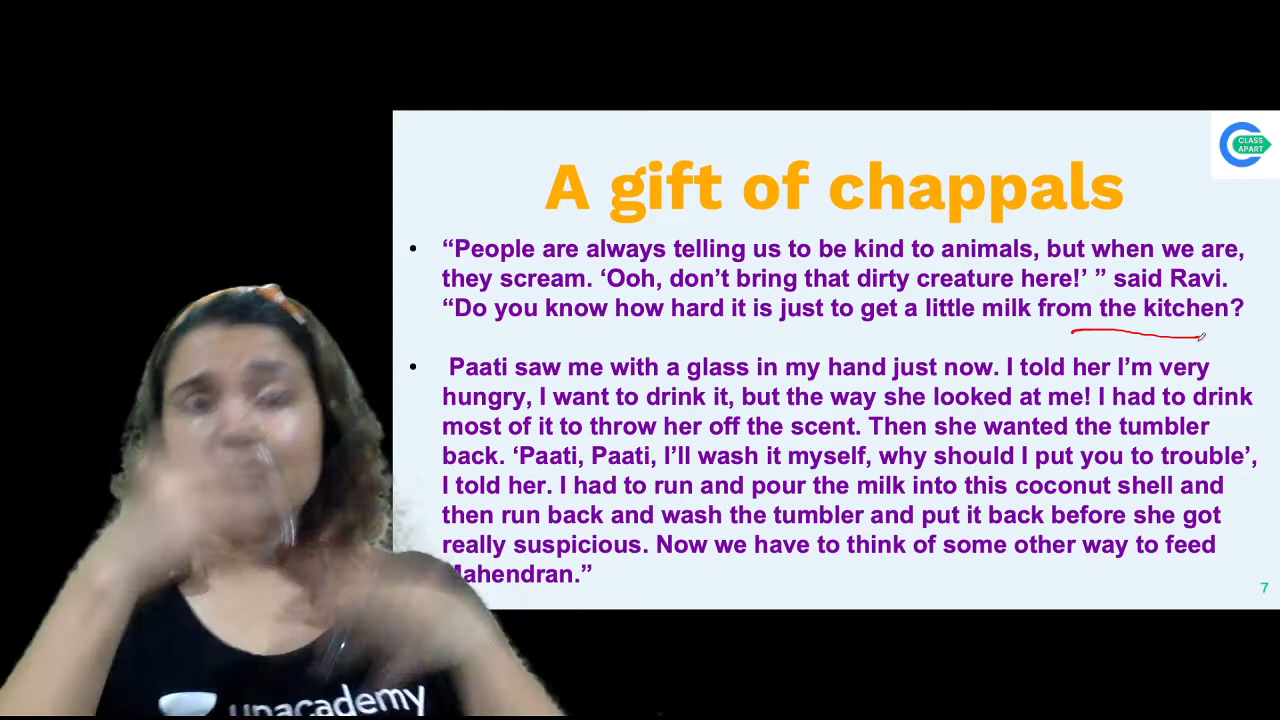 CLASS
APART
A gift of chappals
• “People are always telling us to be kind to animals, but when we are,
they scream. ‘Ooh, don’t bring that dirty creature here!’ ” said Ravi.
“Do you know how hard it is just to get a little milk from the kitchen?
• Paati saw me with a glass in my hand just now. I told her I’m very
hungry, I want to drink it, but the way she looked at me! I had to drink
most of it to throw her off the scent. Then she wanted the tumbler
back. ‘Paati, Paati, I’ll wash it myself, why should I put you to trouble’,
I told her. I had to run and pour the milk into this coconut shell and
then run back and wash the tumbler and put it back before she got
really suspicious. Now we have to think of some other way to feed
Mahendran.”
7
unacademy